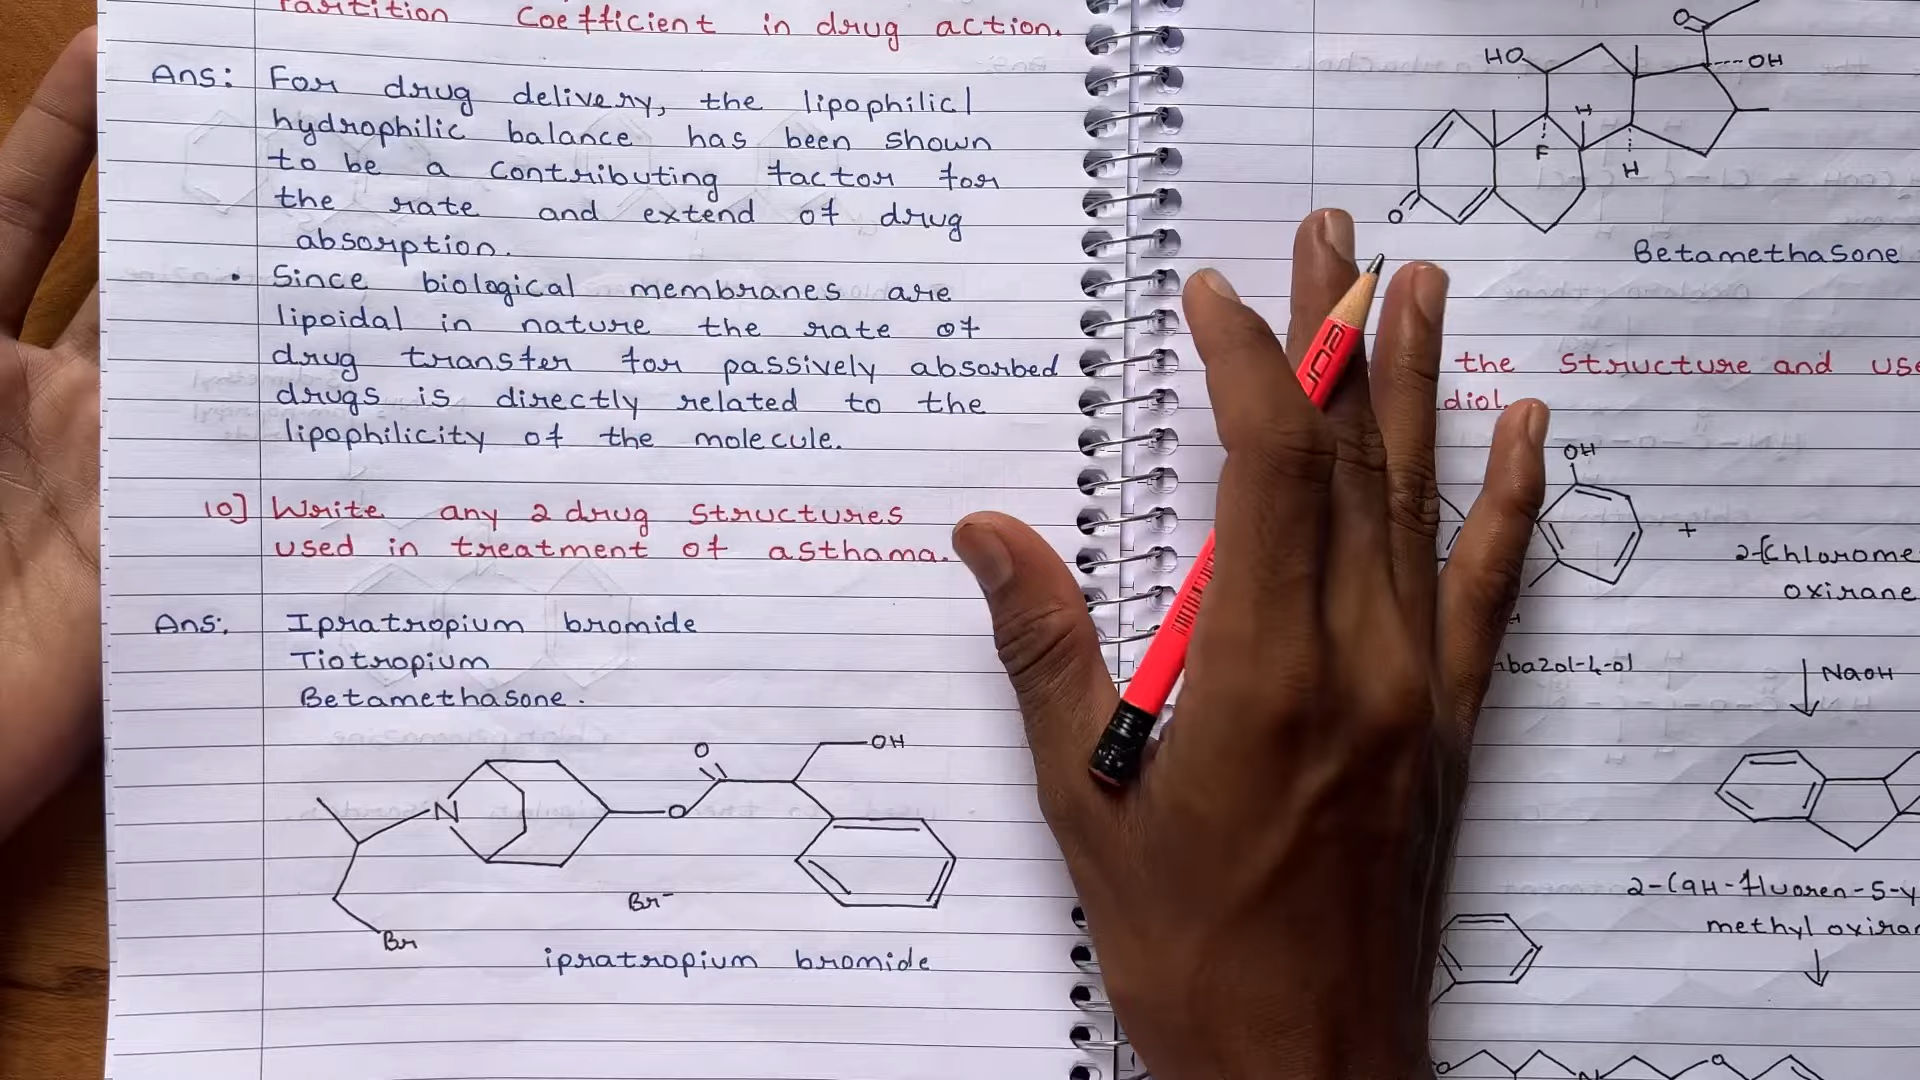 Partition Coefficient in drug action.
Ans: For drug delivery, the lipophilic/
hydrophilic balance has been shown
to be a contributing factor for
the rate and extend of drug
absorption.
• Since biological membranes are
lipoidal in nature the rate of
drug transfer for passively absorbed
drugs is directly related to the
lipophilicity of the molecule.
10] Write any 2 drug structures
used in treatment of asthama.
Ans: Ipratropium bromide
Tiotropium
Betamethasone.
O
OH
N
O
Br⁻
Br
ipratropium bromide
HO
OH
H
F
H
O
Betamethasone
the structure and use
diol.
OH
+
2-(Chlorome
oxirane
bazol-4-ol
NaOH
2-(9H-fluoren-5-y
methyl oxiran
O